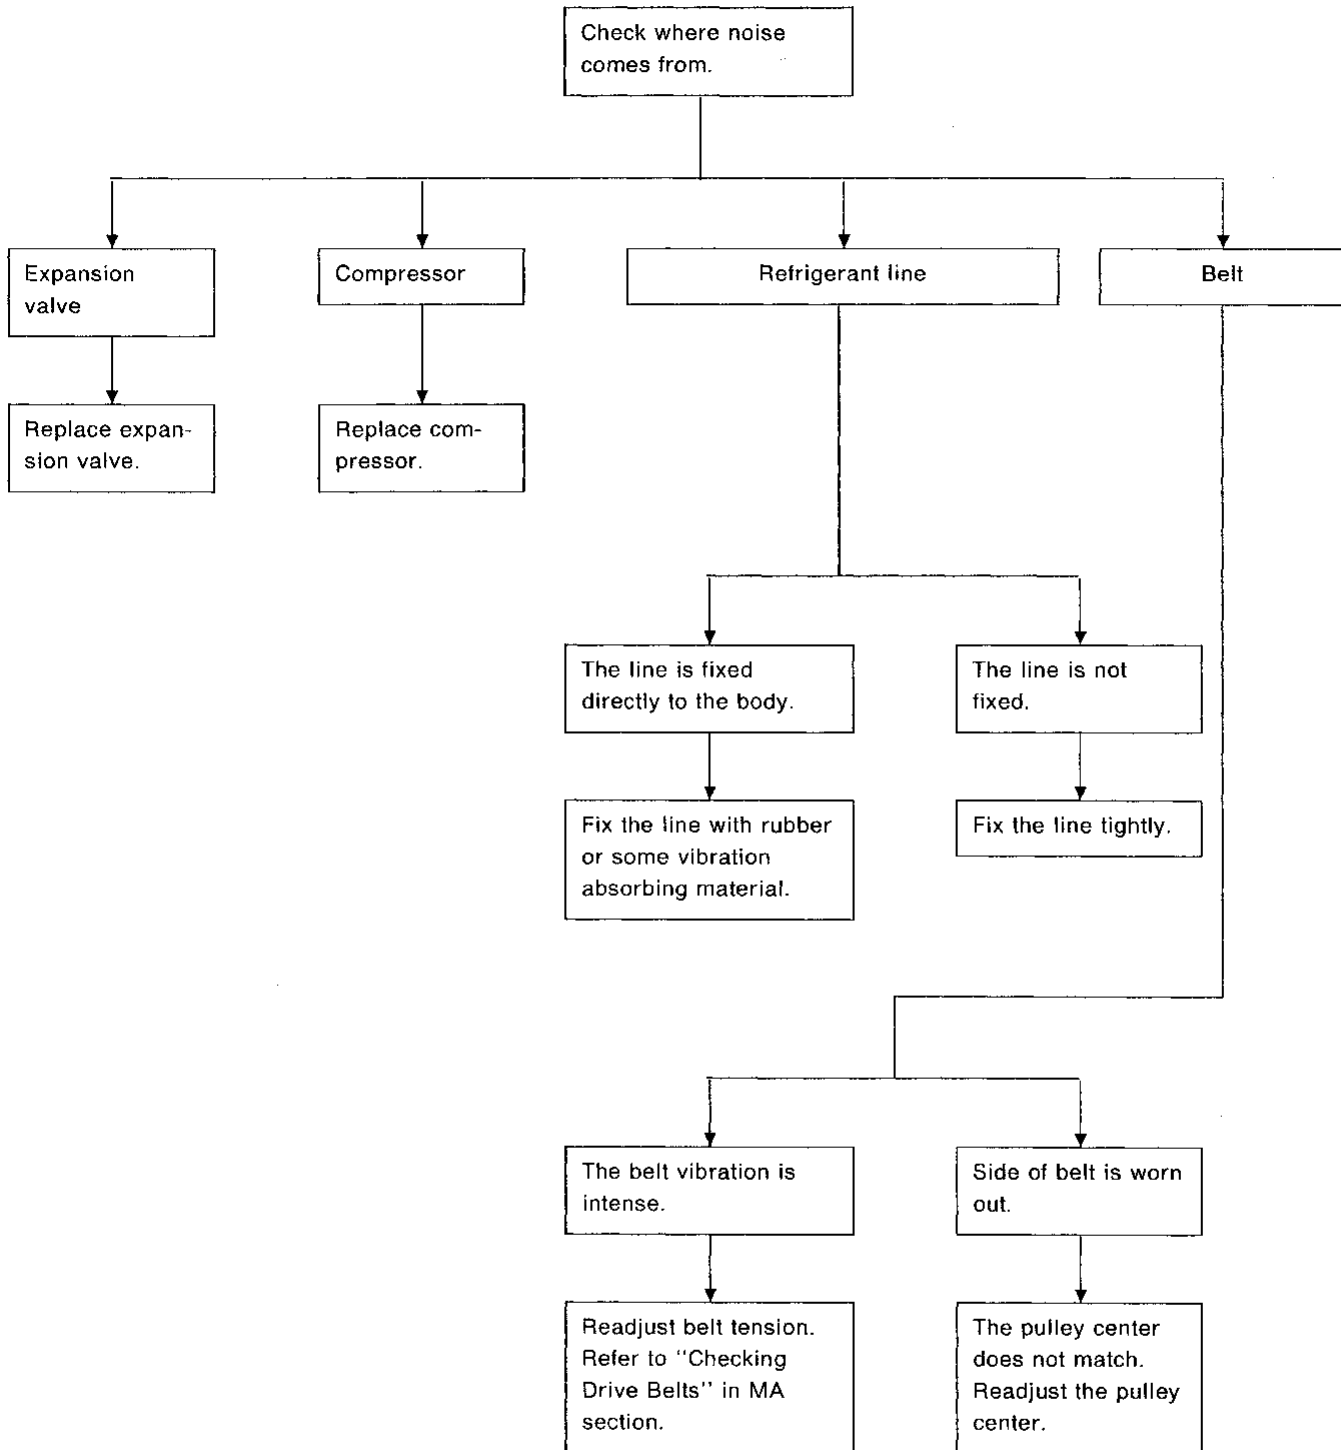 Check where noise
comes from.
Expansion
valve
Compressor
Refrigerant line
Belt
Replace expan-
sion valve.
Replace com-
pressor.
The line is fixed
directly to the body.
The line is not
fixed.
Fix the line with rubber
or some vibration
absorbing material.
Fix the line tightly.
The belt vibration is
intense.
Side of belt is worn
out.
Readjust belt tension.
Refer to "Checking
Drive Belts" in MA
section.
The pulley center
does not match.
Readjust the pulley
center.